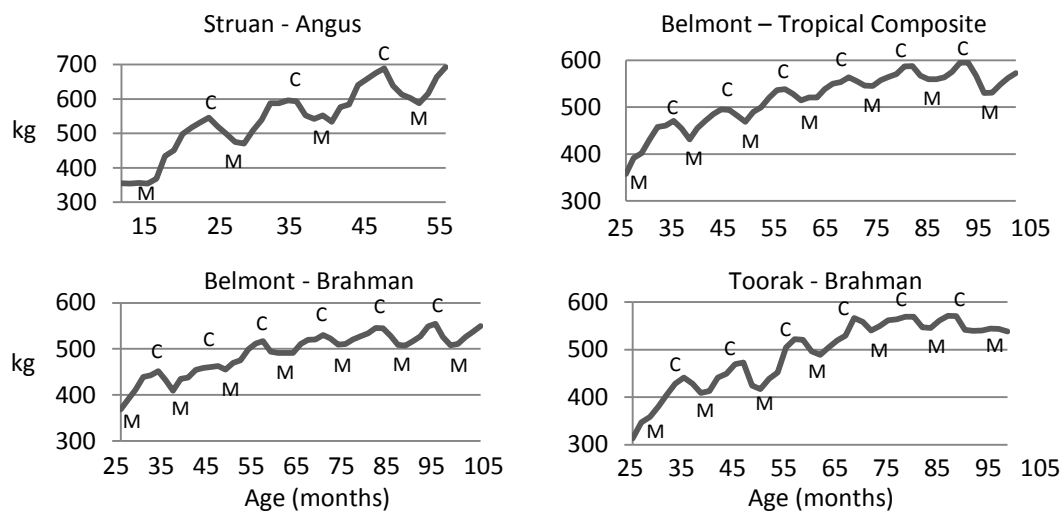 Struan - Angus
700
600
500
400
300
kg
C
C
C
M
M
M
M
15 25 35 45 55
Belmont – Tropical Composite
600
500
400
300
C
C
C
C
C
C
M
M
M
M
M
M
M
25 35 45 55 65 75 85 95 105
Belmont - Brahman
600
500
400
300
kg
C
C
C
C
C
C
M
M
M
M
M
M
M
25 35 45 55 65 75 85 95 105
Age (months)
Toorak - Brahman
600
500
400
300
C
C
C
C
C
C
M
M
M
M
M
M
M
25 35 45 55 65 75 85 95 105
Age (months)